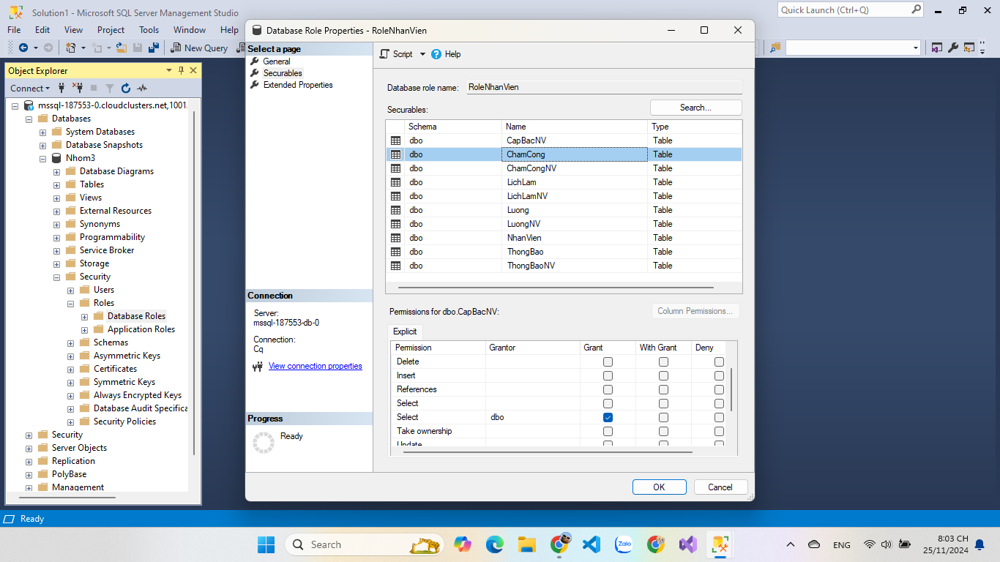 Solution1 - Microsoft SQL Server Management Studio
Quick Launch (Ctrl+Q)
File Edit View Project Tools Window Help
New Query
Object Explorer
Connect
mssql-187553-0.cloudclusters.net,1001
Databases
System Databases
Database Snapshots
Nhom3
Database Diagrams
Tables
Views
External Resources
Synonyms
Programmability
Service Broker
Storage
Security
Users
Roles
Database Roles
Application Roles
Schemas
Asymmetric Keys
Certificates
Symmetric Keys
Always Encrypted Keys
Database Audit Specifica
Security Policies
Security
Server Objects
Replication
PolyBase
Management
Database Role Properties - RoleNhanVien
Select a page
General
Securables
Extended Properties
Connection
Server:
mssql-187553-db-0
Connection:
Cq
View connection properties
Progress
Ready
Script Help
Database role name: RoleNhanVien
Securables: Search...
Schema Name Type
dbo CapBacNV Table
dbo ChamCong Table
dbo ChamCongNV Table
dbo LichLam Table
dbo LichLamNV Table
dbo Luong Table
dbo LuongNV Table
dbo NhanVien Table
dbo ThongBao Table
dbo ThongBaoNV Table
Permissions for dbo.CapBacNV: Column Permissions...
Explicit
Permission Grantor Grant With Grant Deny
Delete
Insert
References
Select
Select dbo
Take ownership
Update
OK Cancel
Ready
Search
Zalo
ENG
8:03 CH
25/11/2024